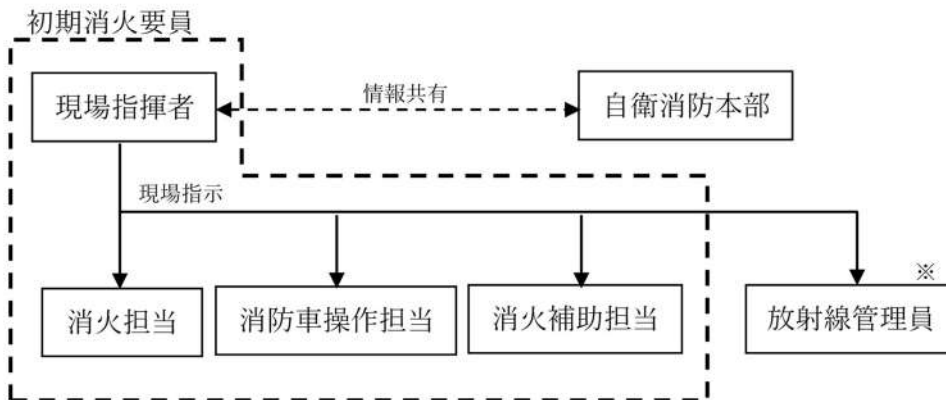 初期消火要員
現場指揮者
情報共有
自衛消防本部
現場指示
※
消火担当
消防車操作担当
消火補助担当
放射線管理員